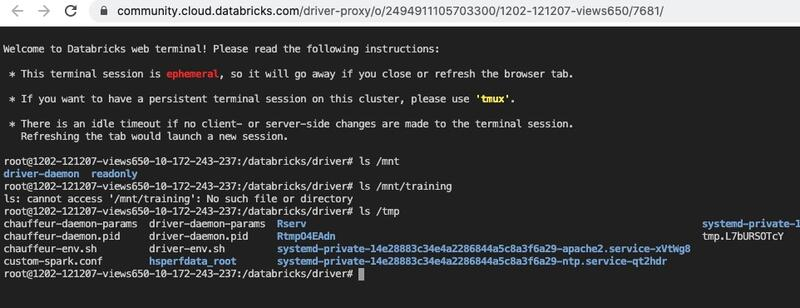 community.cloud.databricks.com/driver-proxy/o/2494911105703300/1202-121207-views650/7681/
Welcome to Databricks web terminal! Please read the following instructions:
* This terminal session is ephemeral, so it will go away if you close or refresh the browser tab.
* If you want to have a persistent terminal session on this cluster, please use 'tmux'.
* There is an idle timeout if no client- or server-side changes are made to the terminal session.
Refreshing the tab would launch a new session.
root@1202-121207-views650-10-172-243-237:/databricks/driver# ls /mnt
driver-daemon readonly
root@1202-121207-views650-10-172-243-237:/databricks/driver# ls /mnt/training
ls: cannot access '/mnt/training': No such file or directory
root@1202-121207-views650-10-172-243-237:/databricks/driver# ls /tmp
chauffeur-daemon-params driver-daemon-params Rserv systemd-private-1
chauffeur-daemon.pid driver-daemon.pid RtmpO4EAdn tmp.L7bURSOTcY
chauffeur-env.sh driver-env.sh systemd-private-14e28883c34e4a2286844a5c8a3f6a29-apache2.service-xVtWg8
custom-spark.conf hsperfdata_root systemd-private-14e28883c34e4a2286844a5c8a3f6a29-ntp.service-qt2hdr
root@1202-121207-views650-10-172-243-237:/databricks/driver#